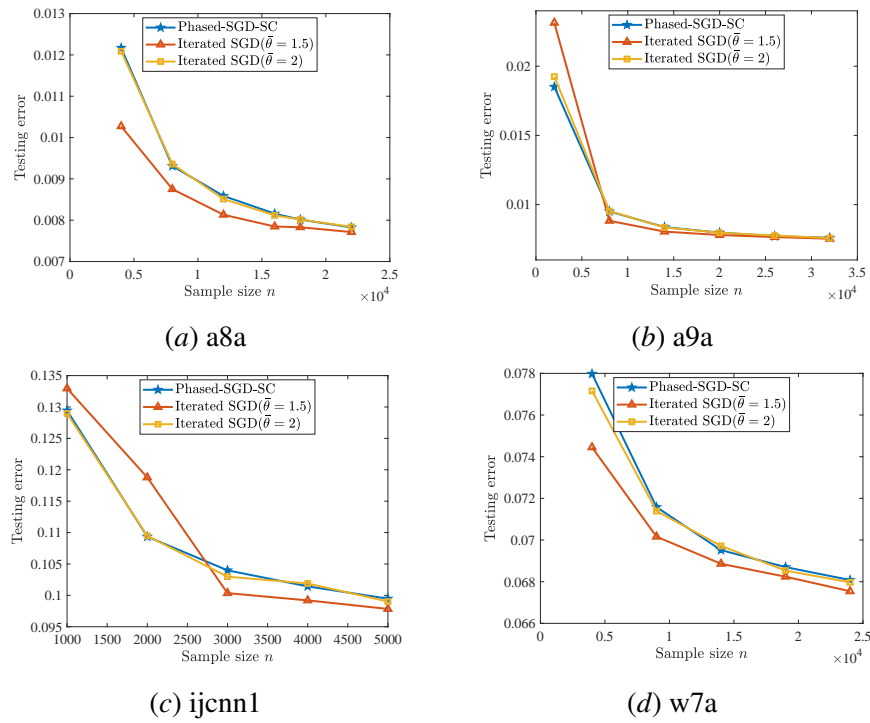 0.013
0.012
0.011
0.01
0.009
0.008
0.007
Testing error
Phased-SGD-SC
Iterated SGD(θ̄ = 1.5)
Iterated SGD(θ̄ = 2)
0 0.5 1 1.5 2 2.5
Sample size n
×10⁴
(a) a8a
0.02
0.015
0.01
Testing error
Phased-SGD-SC
Iterated SGD(θ̄ = 1.5)
Iterated SGD(θ̄ = 2)
0 0.5 1 1.5 2 2.5 3 3.5
Sample size n
×10⁴
(b) a9a
0.135
0.13
0.125
0.12
0.115
0.11
0.105
0.1
0.095
Testing error
Phased-SGD-SC
Iterated SGD(θ̄ = 1.5)
Iterated SGD(θ̄ = 2)
1000 1500 2000 2500 3000 3500 4000 4500 5000
Sample size n
(c) ijcnn1
0.078
0.076
0.074
0.072
0.07
0.068
0.066
Testing error
Phased-SGD-SC
Iterated SGD(θ̄ = 1.5)
Iterated SGD(θ̄ = 2)
0 0.5 1 1.5 2 2.5
Sample size n
×10⁴
(d) w7a